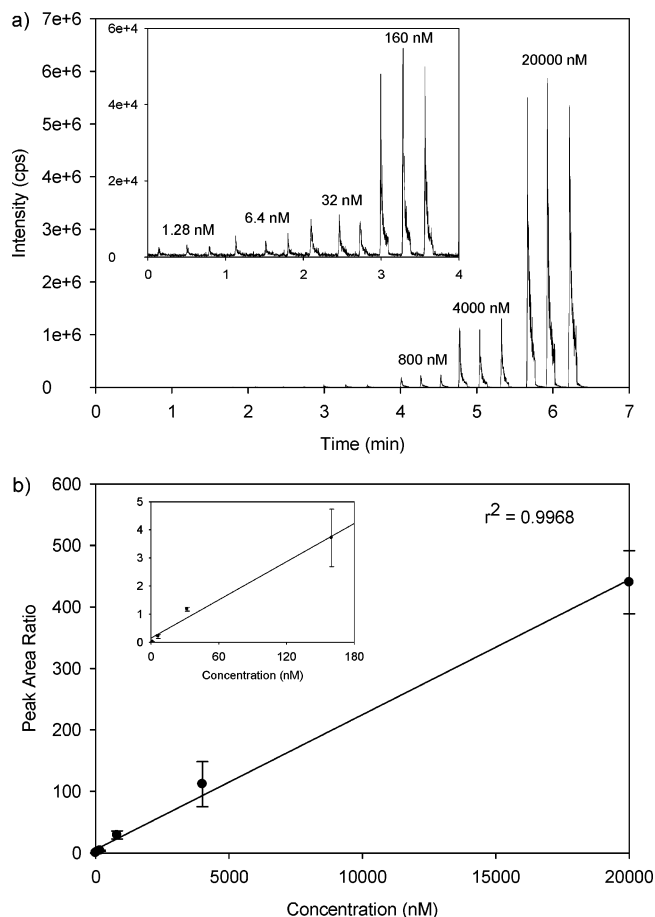 a)
7e+6
6e+6
5e+6
4e+6
3e+6
2e+6
1e+6
0
Intensity (cps)
6e+4
4e+4
2e+4
0
1.28 nM
6.4 nM
32 nM
160 nM
0 1 2 3 4
800 nM
4000 nM
20000 nM
0 1 2 3 4 5 6 7
Time (min)
b)
600
500
400
300
200
100
0
Peak Area Ratio
5
4
3
2
1
0
0 60 120 180
Concentration (nM)
r2 = 0.9968
0 5000 10000 15000 20000
Concentration (nM)